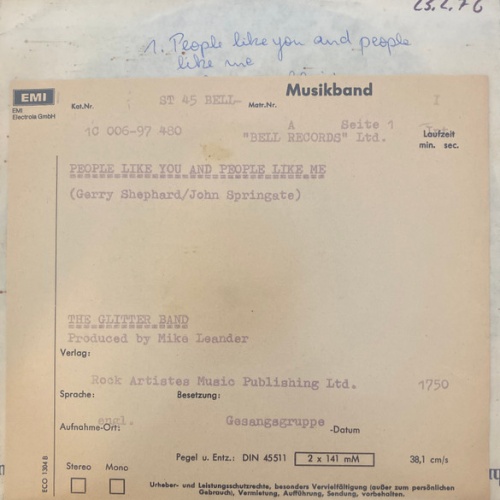 23.2.76
1. People like you and people
like me
Musikband
EMI
EMI
Electrola GmbH
Kat.Nr. ST 45 BELL- Matr.Nr. I
1C 006-97 480 A Seite 1
"BELL RECORDS" Ltd. Laufzeit
min. sec.
PEOPLE LIKE YOU AND PEOPLE LIKE ME
(Gerry Shephard/John Springate)
THE GLITTER BAND
Produced by Mike Leander
Verlag:
Rock Artistes Music Publishing Ltd. 1750
Sprache: Besetzung:
engl. Gesangsgruppe
Aufnahme-Ort: -Datum
Pegel u. Entz.: DIN 45511 2 x 141 mM 38,1 cm/s
Stereo Mono
Urheber- und Leistungsschutzrechte, besonders Vervielfältigung (außer zum persönlichen
Gebrauch), Vermietung, Aufführung, Sendung, vorbehalten.
ECO 1304 B